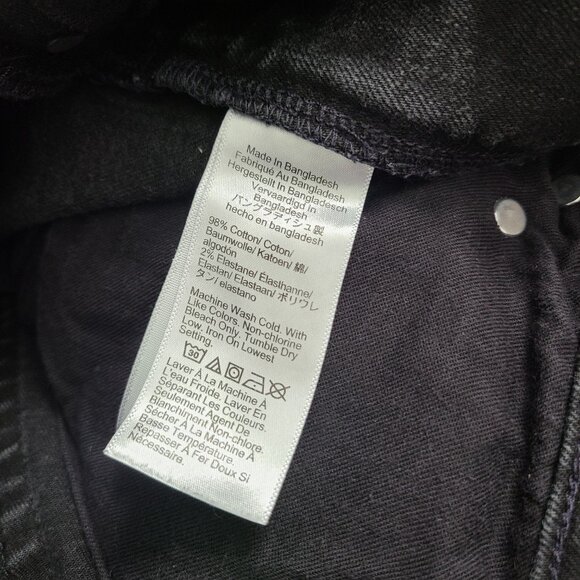 Made In Bangladesh
Fabriqué Au Bangladesh
Hergestellt In Bangladesch
Vervaardigd In
Bangladesh
バングラディシュ製
hecho en bangladesh
98% Cotton/ Coton/
Baumwolle/ Katoen/ 綿/
algodón
2% Elastane/ Élasthanne/
Elastan/ Elastaan/ ポリウレ
タン/ elastano
Machine Wash Cold. With
Like Colors. Non-chlorine
Bleach Only. Tumble Dry
Low. Iron On Lowest
Setting.
30
Laver À La Machine À
L'eau Froide. Laver En
Séparant Les Couleurs.
Seulement Agent De
Blanchiment Non-chlore.
Sécher À La Machine À
Basse Température.
Repasser À Fer Doux Si
Nécessaire.